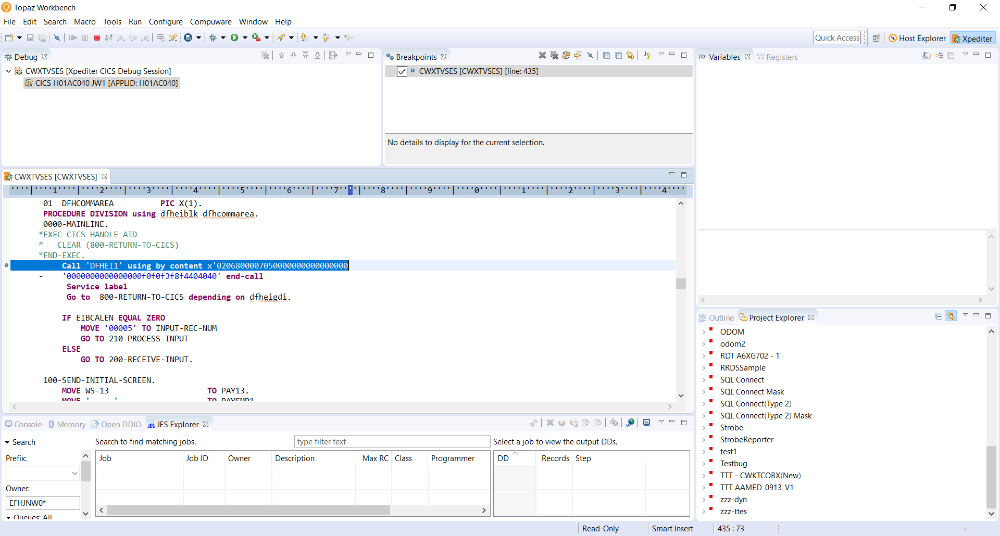 Topaz Workbench
File Edit Search Macro Tools Run Configure Compuware Window Help
Quick Access
Host Explorer
Xpediter
Debug
CWXTVSES [Xpediter CICS Debug Session]
CICS H01AC040 JW1 [APPLID: H01AC040]
Breakpoints
CWXTVSES [CWXTVSES] [line: 435]
No details to display for the current selection.
(x)= Variables
1010 0101 Registers
CWXTVSES [CWXTVSES]
''''|''''1''''|''''2''''|''''3''''|''''4''''|''''5''''|''''6''''|''''7''''|''''8''''|''''9''''|''''0''''|''''1''''|''''2''''|''''3''''|''''4''''
01  DFHCOMMAREA          PIC X(1).
PROCEDURE DIVISION using dfheiblk dfhcommarea.
0000-MAINLINE.
*EXEC CICS HANDLE AID
*   CLEAR (800-RETURN-TO-CICS)
*END-EXEC.
Call 'DFHEI1' using by content x'0206800007050000000000000000
-    '0000000000000000f0f0f3f8f4404040' end-call
Service label
Go to  800-RETURN-TO-CICS depending on dfheigdi.
IF EIBCALEN EQUAL ZERO
MOVE '00005' TO INPUT-REC-NUM
GO TO 210-PROCESS-INPUT
ELSE
GO TO 200-RECEIVE-INPUT.
100-SEND-INITIAL-SCREEN.
MOVE WS-13                     TO PAY13.
MOVE '     '                   TO PAYEMP1
Console
Memory
Open DDIO
JES Explorer
Search
Search to find matching jobs.
type filter text
Select a job to view the output DDs.
Prefix:
Owner:
EFHJNW0*
Queues: All
Job Job ID Owner Description Max RC Class Programmer
DD Records Step
Outline
Project Explorer
ODOM
odom2
RDT A6XG702 - 1
RRDSSample
SQL Connect
SQL Connect Mask
SQL Connect(Type 2)
SQL Connect(Type 2) Mask
Strobe
StrobeReporter
test1
Testbug
TTT - CWKTCOBX(New)
TTT AAMED_0913_V1
zzz-dyn
zzz-ttes
Read-Only
Smart Insert
435 : 73